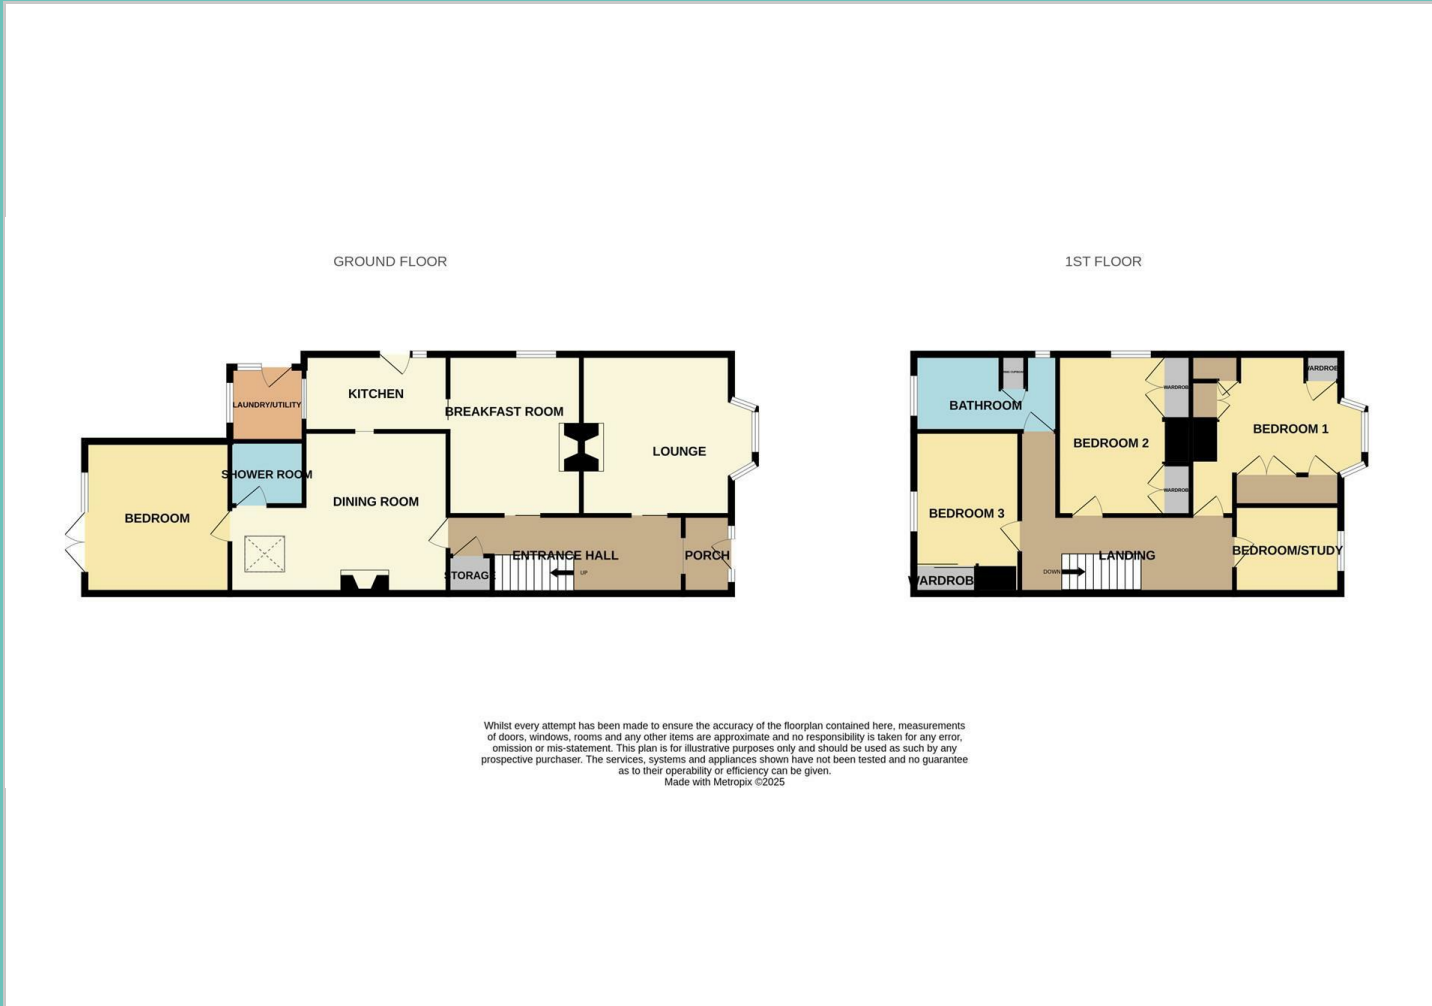 GROUND FLOOR
1ST FLOOR
KITCHEN
LAUNDRY/UTILITY
BREAKFAST ROOM
LOUNGE
SHOWER ROOM
DINING ROOM
BEDROOM
ENTRANCE HALL
PORCH
STORAGE
UP
BATHROOM
WARDROB
WARDROB
BEDROOM 1
BEDROOM 2
WARDROB
BEDROOM 3
LANDING
BEDROOM/STUDY
DOWN
WARDROB
Whilst every attempt has been made to ensure the accuracy of the floorplan contained here, measurements
of doors, windows, rooms and any other items are approximate and no responsibility is taken for any error,
omission or mis-statement. This plan is for illustrative purposes only and should be used as such by any
prospective purchaser. The services, systems and appliances shown have not been tested and no guarantee
as to their operability or efficiency can be given.
Made with Metropix ©2025